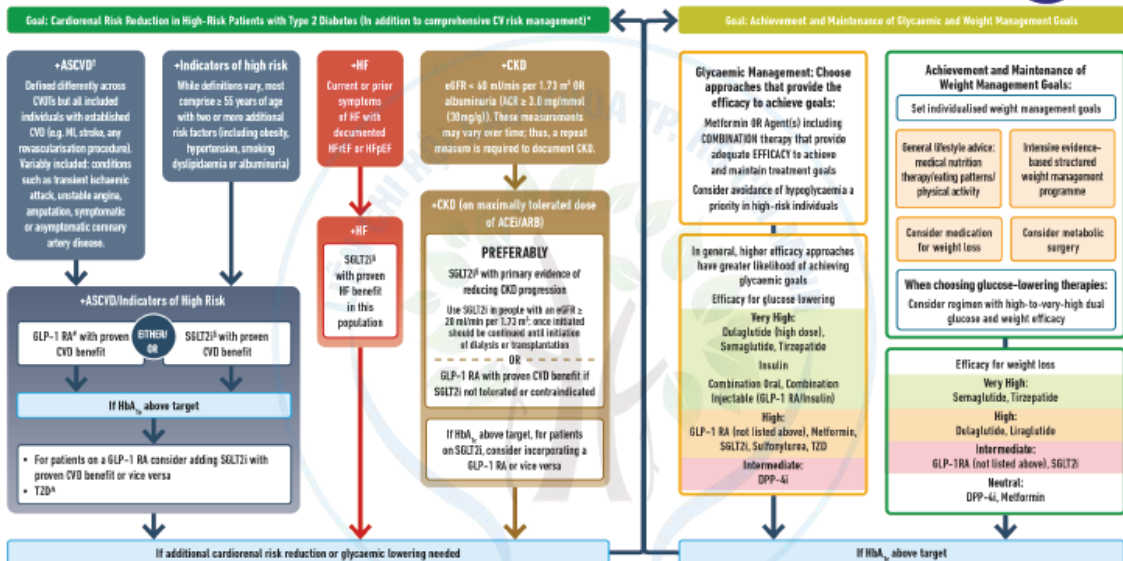 Goal: Cardiorenal Risk Reduction in High-Risk Patients with Type 2 Diabetes (in addition to comprehensive CV risk management)*
Goal: Achievement and Maintenance of Glycaemic and Weight Management Goals
+ASCVD†
Defined differently across
CVOTs but all included
individuals with established
CVD (e.g. MI, stroke, any
revascularisation procedure).
Variably included: conditions
such as transient ischaemic
attack, unstable angina,
amputation, symptomatic
or asymptomatic coronary
artery disease.
+Indicators of high risk
While definitions vary, most
comprise ≥ 55 years of age
with two or more additional
risk factors (including obesity,
hypertension, smoking
dyslipidaemia or albuminuria)
+HF
Current or prior
symptoms
of HF with
documented
HFrEF or HFpEF
+CKD
eGFR < 60 ml/min per 1.73 m² OR
albuminuria (ACR ≥ 3.0 mg/mmol
(30mg/g)). These measurements
may vary over time; thus, a repeat
measure is required to document CKD.
+ASCVD/Indicators of High Risk
GLP-1 RA# with proven
CVD benefit
EITHER/
OR
SGLT2i§ with proven
CVD benefit
If HbA1c above target
• For patients on a GLP-1 RA consider adding SGLT2i with
proven CVD benefit or vice versa
• TZD^
+HF
SGLT2i§
with proven
HF benefit
in this
population
+CKD (on maximally tolerated dose
of ACEi/ARB)
PREFERABLY
SGLT2i§ with primary evidence of
reducing CKD progression
Use SGLT2i in people with an eGFR ≥
20 ml/min per 1.73 m²; once initiated
should be continued until initiation
of dialysis or transplantation
OR
GLP-1 RA with proven CVD benefit if
SGLT2i not tolerated or contraindicated
If HbA1c above target, for patients
on SGLT2i, consider incorporating a
GLP-1 RA or vice versa
If additional cardiorenal risk reduction or glycaemic lowering needed
Glycaemic Management: Choose
approaches that provide the
efficacy to achieve goals:
Metformin OR Agent(s) including
COMBINATION therapy that provide
adequate EFFICACY to achieve
and maintain treatment goals
Consider avoidance of hypoglycaemia a
priority in high-risk individuals
In general, higher efficacy approaches
have greater likelihood of achieving
glycaemic goals
Efficacy for glucose lowering
Very High:
Dulaglutide (high dose),
Semaglutide, Tirzepatide
Insulin
Combination Oral, Combination
Injectable (GLP-1 RA/Insulin)
High:
GLP-1 RA (not listed above), Metformin,
SGLT2i, Sulfonylurea, TZD
Intermediate:
DPP-4i
Achievement and Maintenance of
Weight Management Goals:
Set individualised weight management goals
General lifestyle advice:
medical nutrition
therapy/eating patterns/
physical activity
Intensive evidence-
based structured
weight management
programme
Consider medication
for weight loss
Consider metabolic
surgery
When choosing glucose-lowering therapies:
Consider regimen with high-to-very-high dual
glucose and weight efficacy
Efficacy for weight loss
Very High:
Semaglutide, Tirzepatide
High:
Dulaglutide, Liraglutide
Intermediate:
GLP-1RA (not listed above), SGLT2i
Neutral:
DPP-4i, Metformin
If HbA1c above target